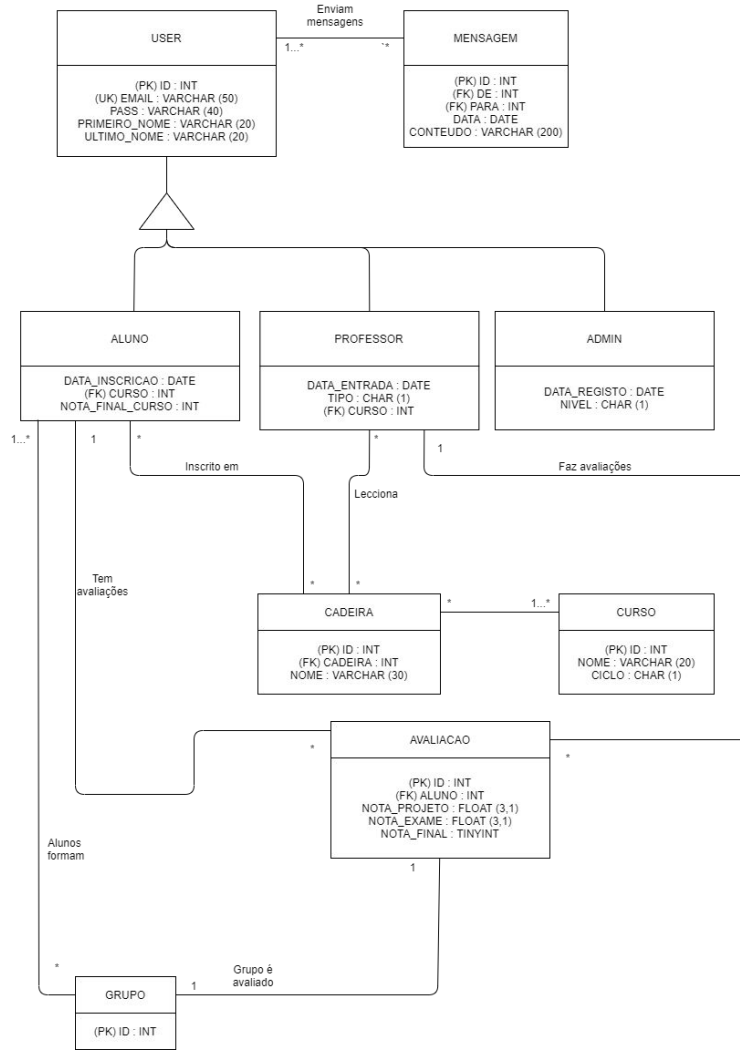 USER
(PK) ID : INT
(UK) EMAIL : VARCHAR (50)
PASS : VARCHAR (40)
PRIMEIRO_NOME : VARCHAR (20)
ULTIMO_NOME : VARCHAR (20)
Enviam
mensagens
1...*
`*
MENSAGEM
(PK) ID : INT
(FK) DE : INT
(FK) PARA : INT
DATA : DATE
CONTEUDO : VARCHAR (200)
ALUNO
DATA_INSCRICAO : DATE
(FK) CURSO : INT
NOTA_FINAL_CURSO : INT
PROFESSOR
DATA_ENTRADA : DATE
TIPO : CHAR (1)
(FK) CURSO : INT
ADMIN
DATA_REGISTO : DATE
NIVEL : CHAR (1)
1...*
1
*
*
1
Inscrito em
Lecciona
Faz avaliações
Tem
avaliações
*
*
*
1...*
CADEIRA
(PK) ID : INT
(FK) CADEIRA : INT
NOME : VARCHAR (30)
CURSO
(PK) ID : INT
NOME : VARCHAR (20)
CICLO : CHAR (1)
*
*
AVALIACAO
(PK) ID : INT
(FK) ALUNO : INT
NOTA_PROJETO : FLOAT (3,1)
NOTA_EXAME : FLOAT (3,1)
NOTA_FINAL : TINYINT
1
Alunos
formam
*
1
Grupo é
avaliado
GRUPO
(PK) ID : INT